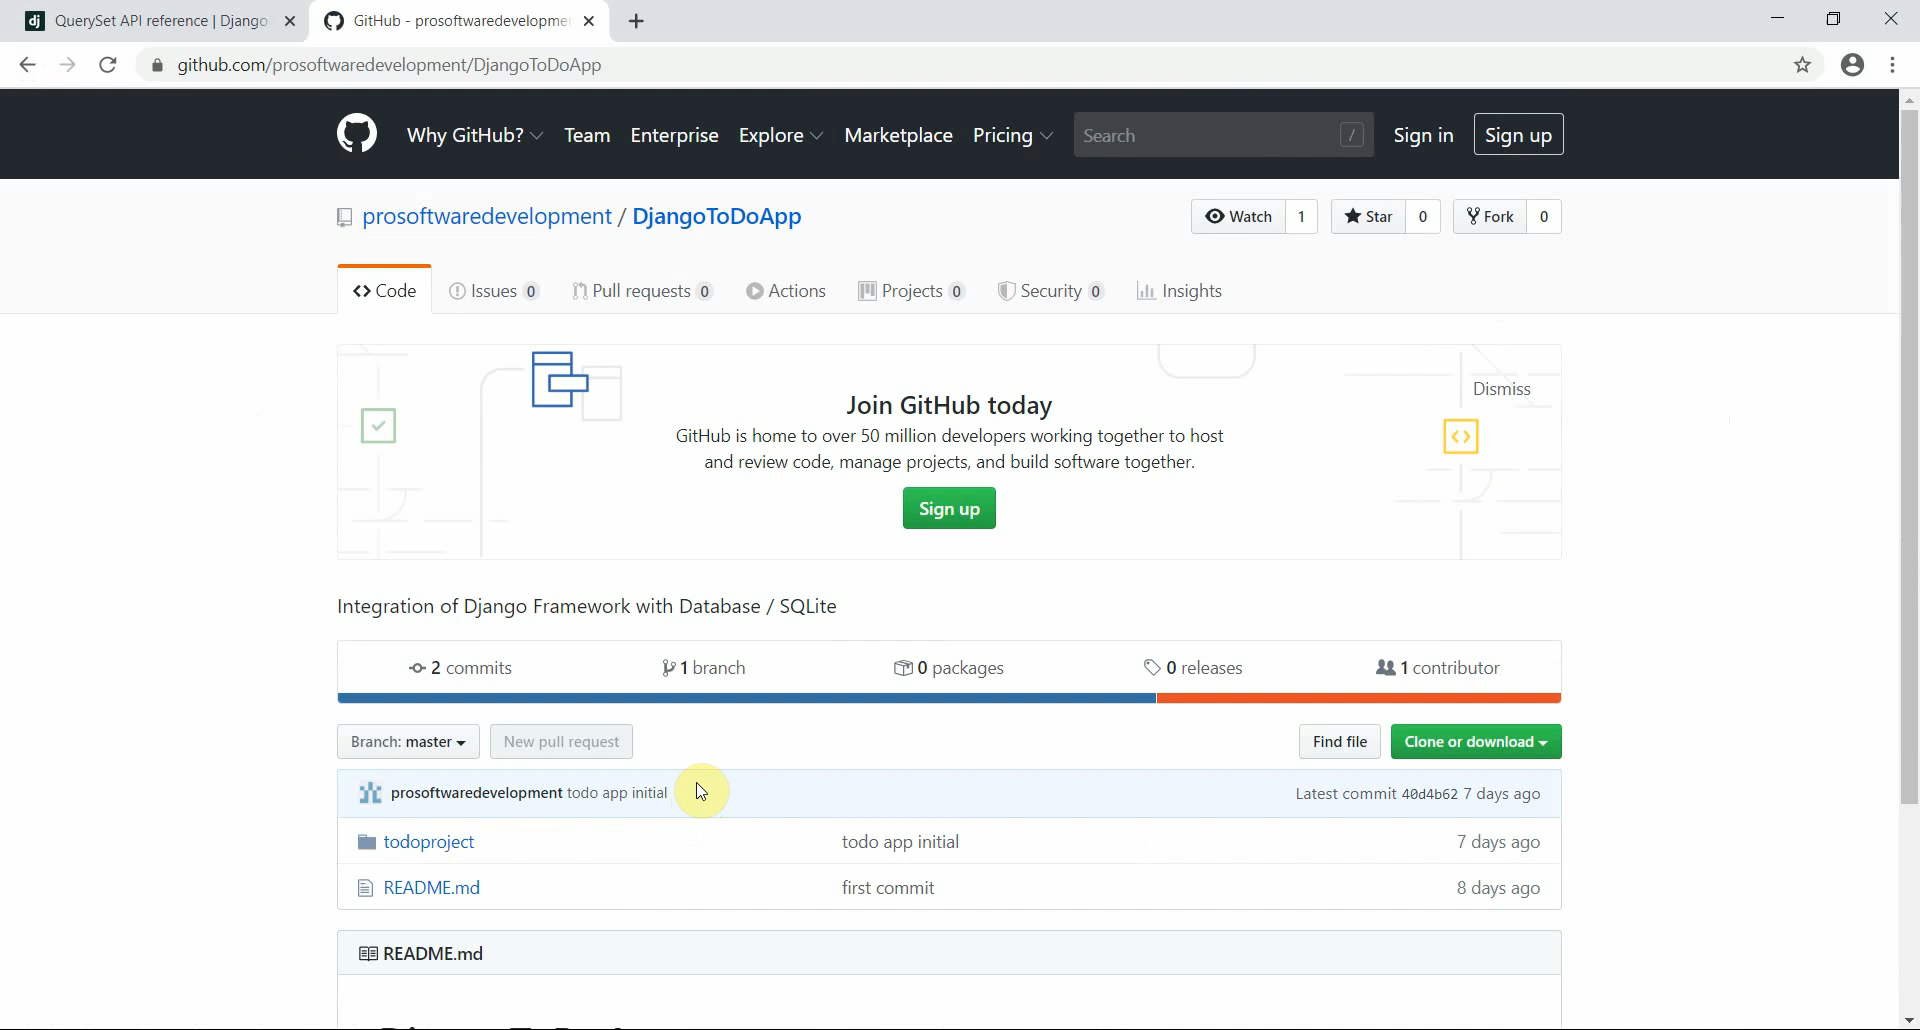 dj QuerySet API reference | Django
GitHub - prosoftwaredevelopme
github.com/prosoftwaredevelopment/DjangoToDoApp
Why GitHub? Team Enterprise Explore Marketplace Pricing Search / Sign in Sign up
prosoftwaredevelopment / DjangoToDoApp
Watch 1 Star 0 Fork 0
Code Issues 0 Pull requests 0 Actions Projects 0 Security 0 Insights
Dismiss
Join GitHub today
GitHub is home to over 50 million developers working together to host
and review code, manage projects, and build software together.
Sign up
Integration of Django Framework with Database / SQLite
2 commits 1 branch 0 packages 0 releases 1 contributor
Branch: master New pull request Find file Clone or download
prosoftwaredevelopment todo app initial Latest commit 40d4b62 7 days ago
todoproject todo app initial 7 days ago
README.md first commit 8 days ago
README.md